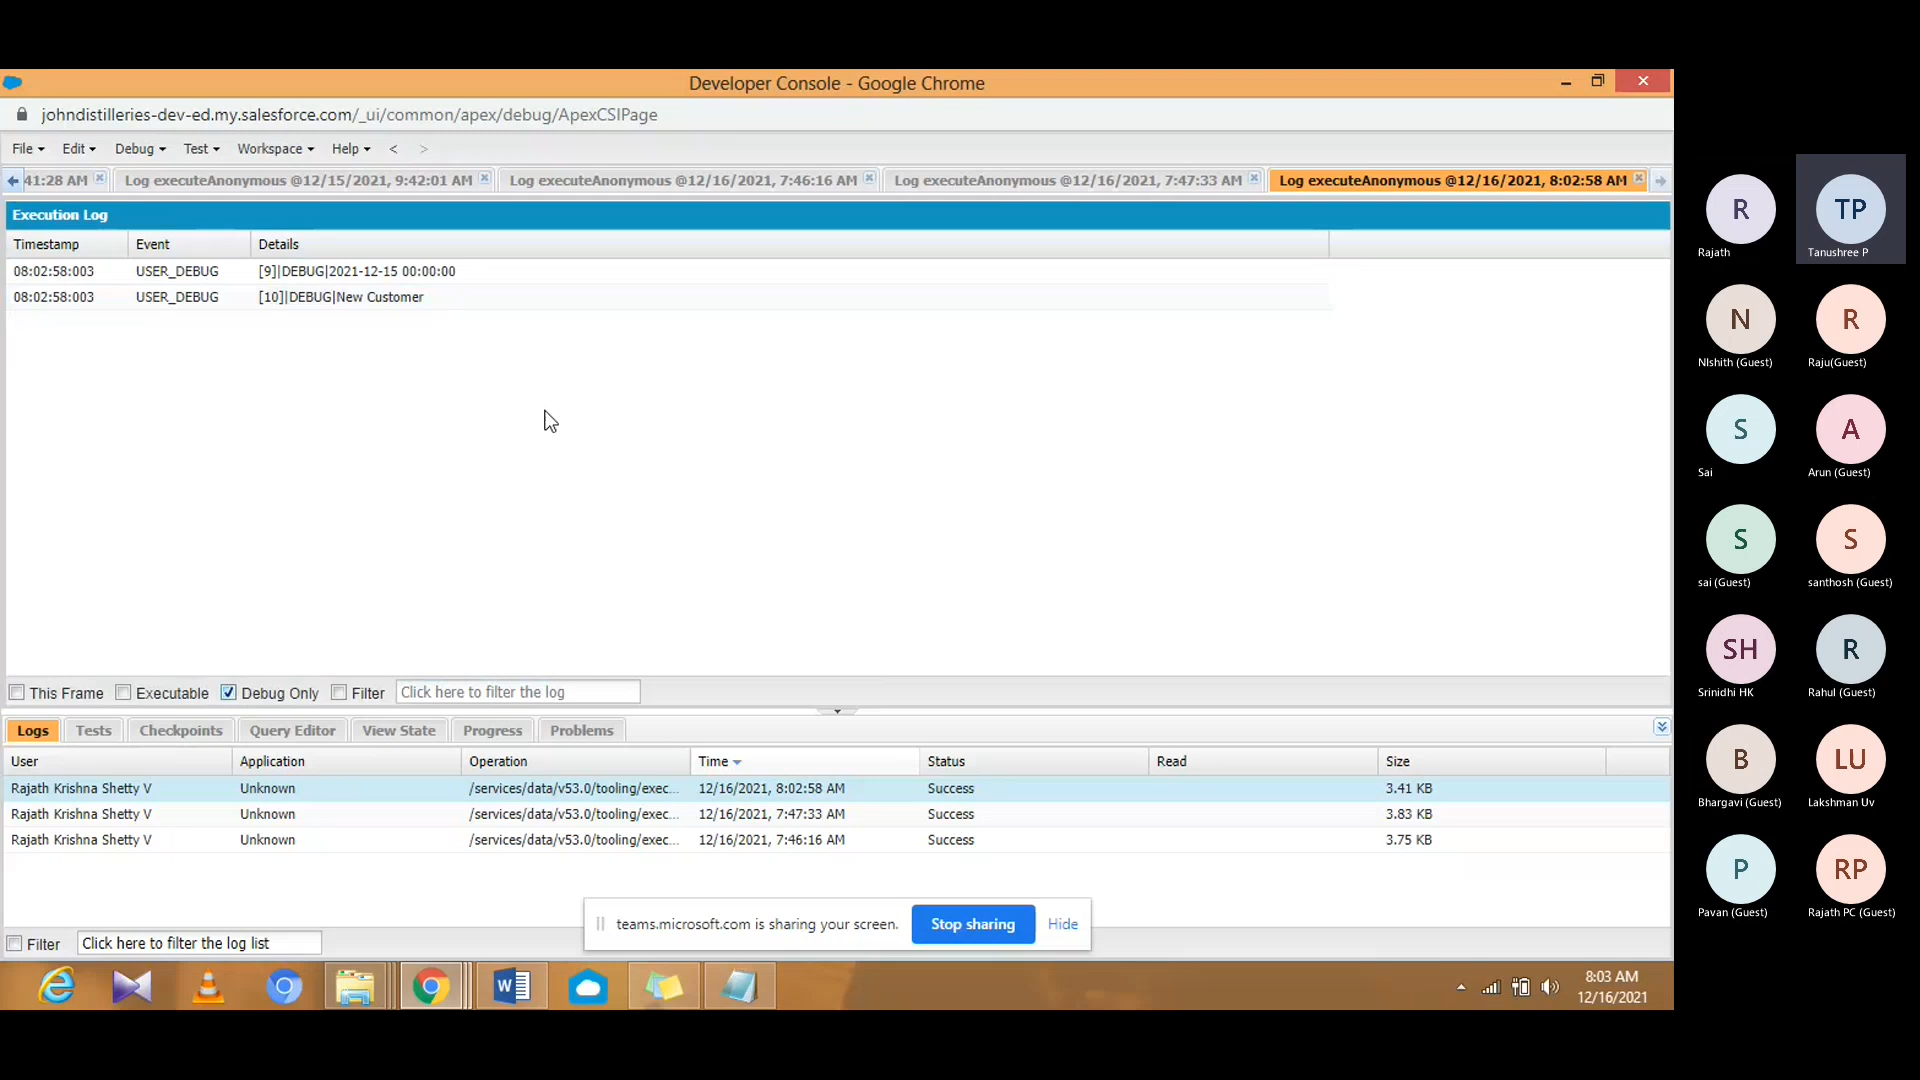 Developer Console - Google Chrome
johndistilleries-dev-ed.my.salesforce.com/_ui/common/apex/debug/ApexCSIPage
File Edit Debug Test Workspace Help < >
41:28 AM Log executeAnonymous @12/15/2021, 9:42:01 AM Log executeAnonymous @12/16/2021, 7:46:16 AM Log executeAnonymous @12/16/2021, 7:47:33 AM Log executeAnonymous @12/16/2021, 8:02:58 AM
Execution Log
Timestamp Event Details
08:02:58:003 USER_DEBUG [9]|DEBUG|2021-12-15 00:00:00
08:02:58:003 USER_DEBUG [10]|DEBUG|New Customer
This Frame Executable Debug Only Filter Click here to filter the log
Logs Tests Checkpoints Query Editor View State Progress Problems
User Application Operation Time Status Read Size
Rajath Krishna Shetty V Unknown /services/data/v53.0/tooling/exec... 12/16/2021, 8:02:58 AM Success 3.41 KB
Rajath Krishna Shetty V Unknown /services/data/v53.0/tooling/exec... 12/16/2021, 7:47:33 AM Success 3.83 KB
Rajath Krishna Shetty V Unknown /services/data/v53.0/tooling/exec... 12/16/2021, 7:46:16 AM Success 3.75 KB
teams.microsoft.com is sharing your screen. Stop sharing Hide
Filter Click here to filter the log list
W
8:03 AM
12/16/2021
R TP
Rajath Tanushree P
N R
NIshith (Guest) Raju(Guest)
S A
Sai Arun (Guest)
S S
sai (Guest) santhosh (Guest)
SH R
Srinidhi HK Rahul (Guest)
B LU
Bhargavi (Guest) Lakshman Uv
P RP
Pavan (Guest) Rajath PC (Guest)